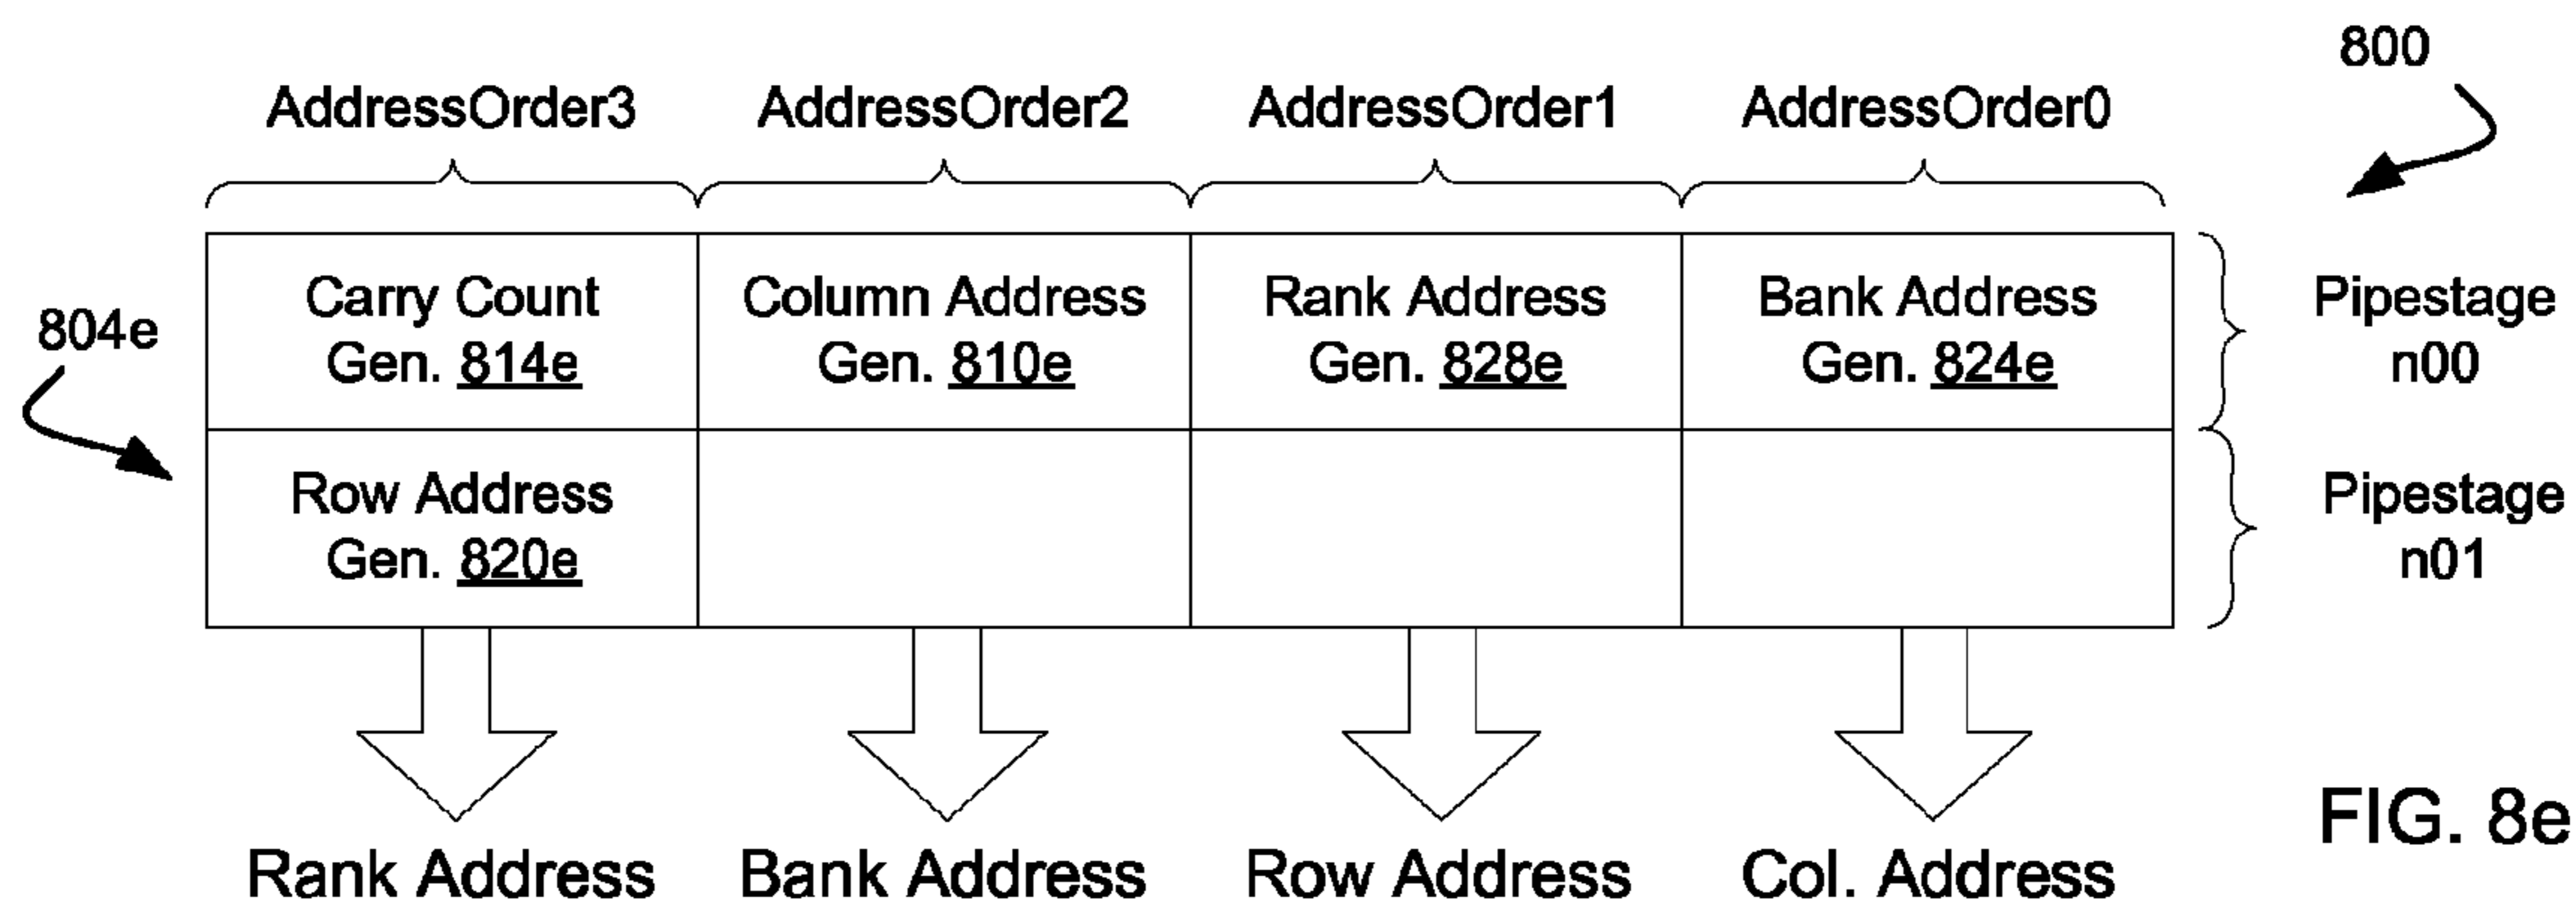 800
AddressOrder3 AddressOrder2 AddressOrder1 AddressOrder0
804e
Carry Count
Gen. 814e
Column Address
Gen. 810e
Rank Address
Gen. 828e
Bank Address
Gen. 824e
Pipestage
n00
Row Address
Gen. 820e
Pipestage
n01
Rank Address Bank Address Row Address Col. Address
FIG. 8e